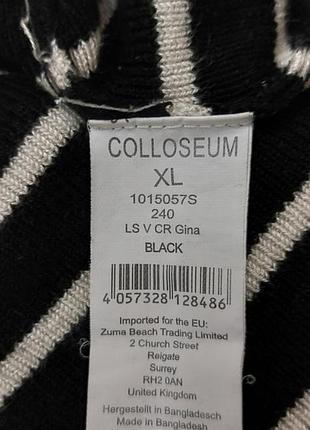 COLLOSEUM
XL
1015057S
240
LS V CR Gina
BLACK
4 057328 128486
Imported for the EU:
Zuma Beach Trading Limited
2 Church Street
Reigate
Surrey
RH2 0AN
United Kingdom
Hergestellt in Bangladesch
Made in Bangladesh